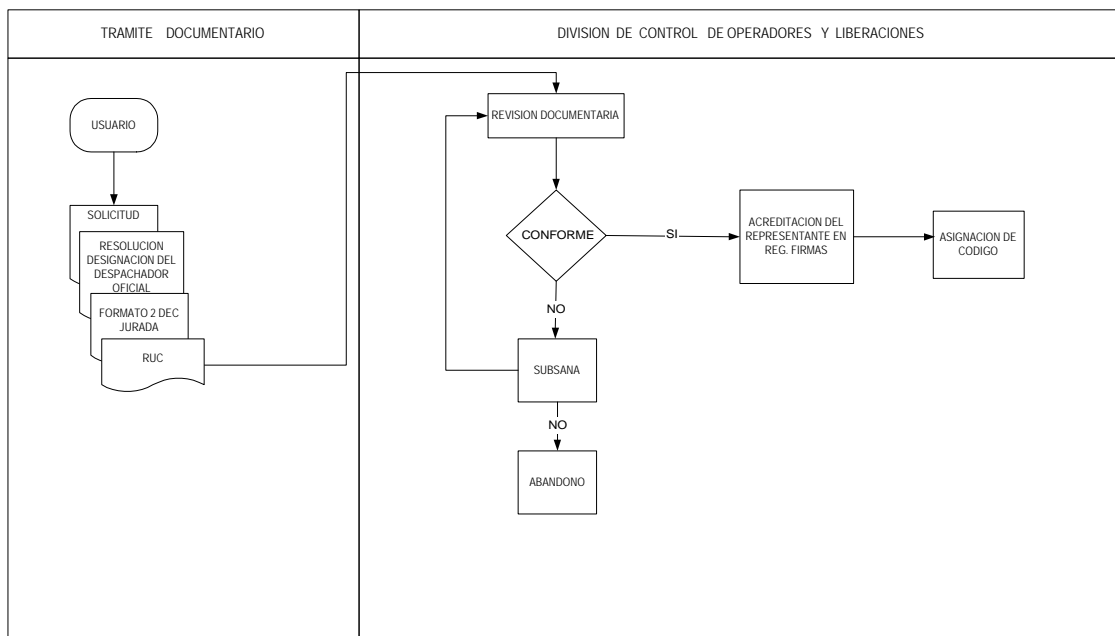 TRAMITE DOCUMENTARIO
DIVISION DE CONTROL DE OPERADORES Y LIBERACIONES
USUARIO
SOLICITUD
RESOLUCION
DESIGNACION DEL
DESPACHADOR
OFICIAL
FORMATO 2 DEC
JURADA
RUC
REVISION DOCUMENTARIA
CONFORME
SI
ACREDITACION DEL
REPRESENTANTE EN
REG. FIRMAS
ASIGNACION DE
CODIGO
NO
SUBSANA
NO
ABANDONO